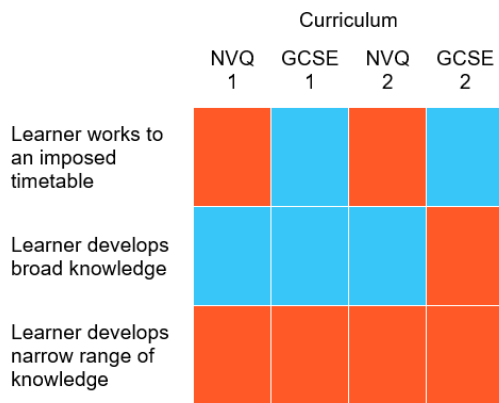 Curriculum
NVQ GCSE NVQ GCSE
1 1 2 2
Learner works to
an imposed
timetable
Learner develops
broad knowledge
Learner develops
narrow range of
knowledge